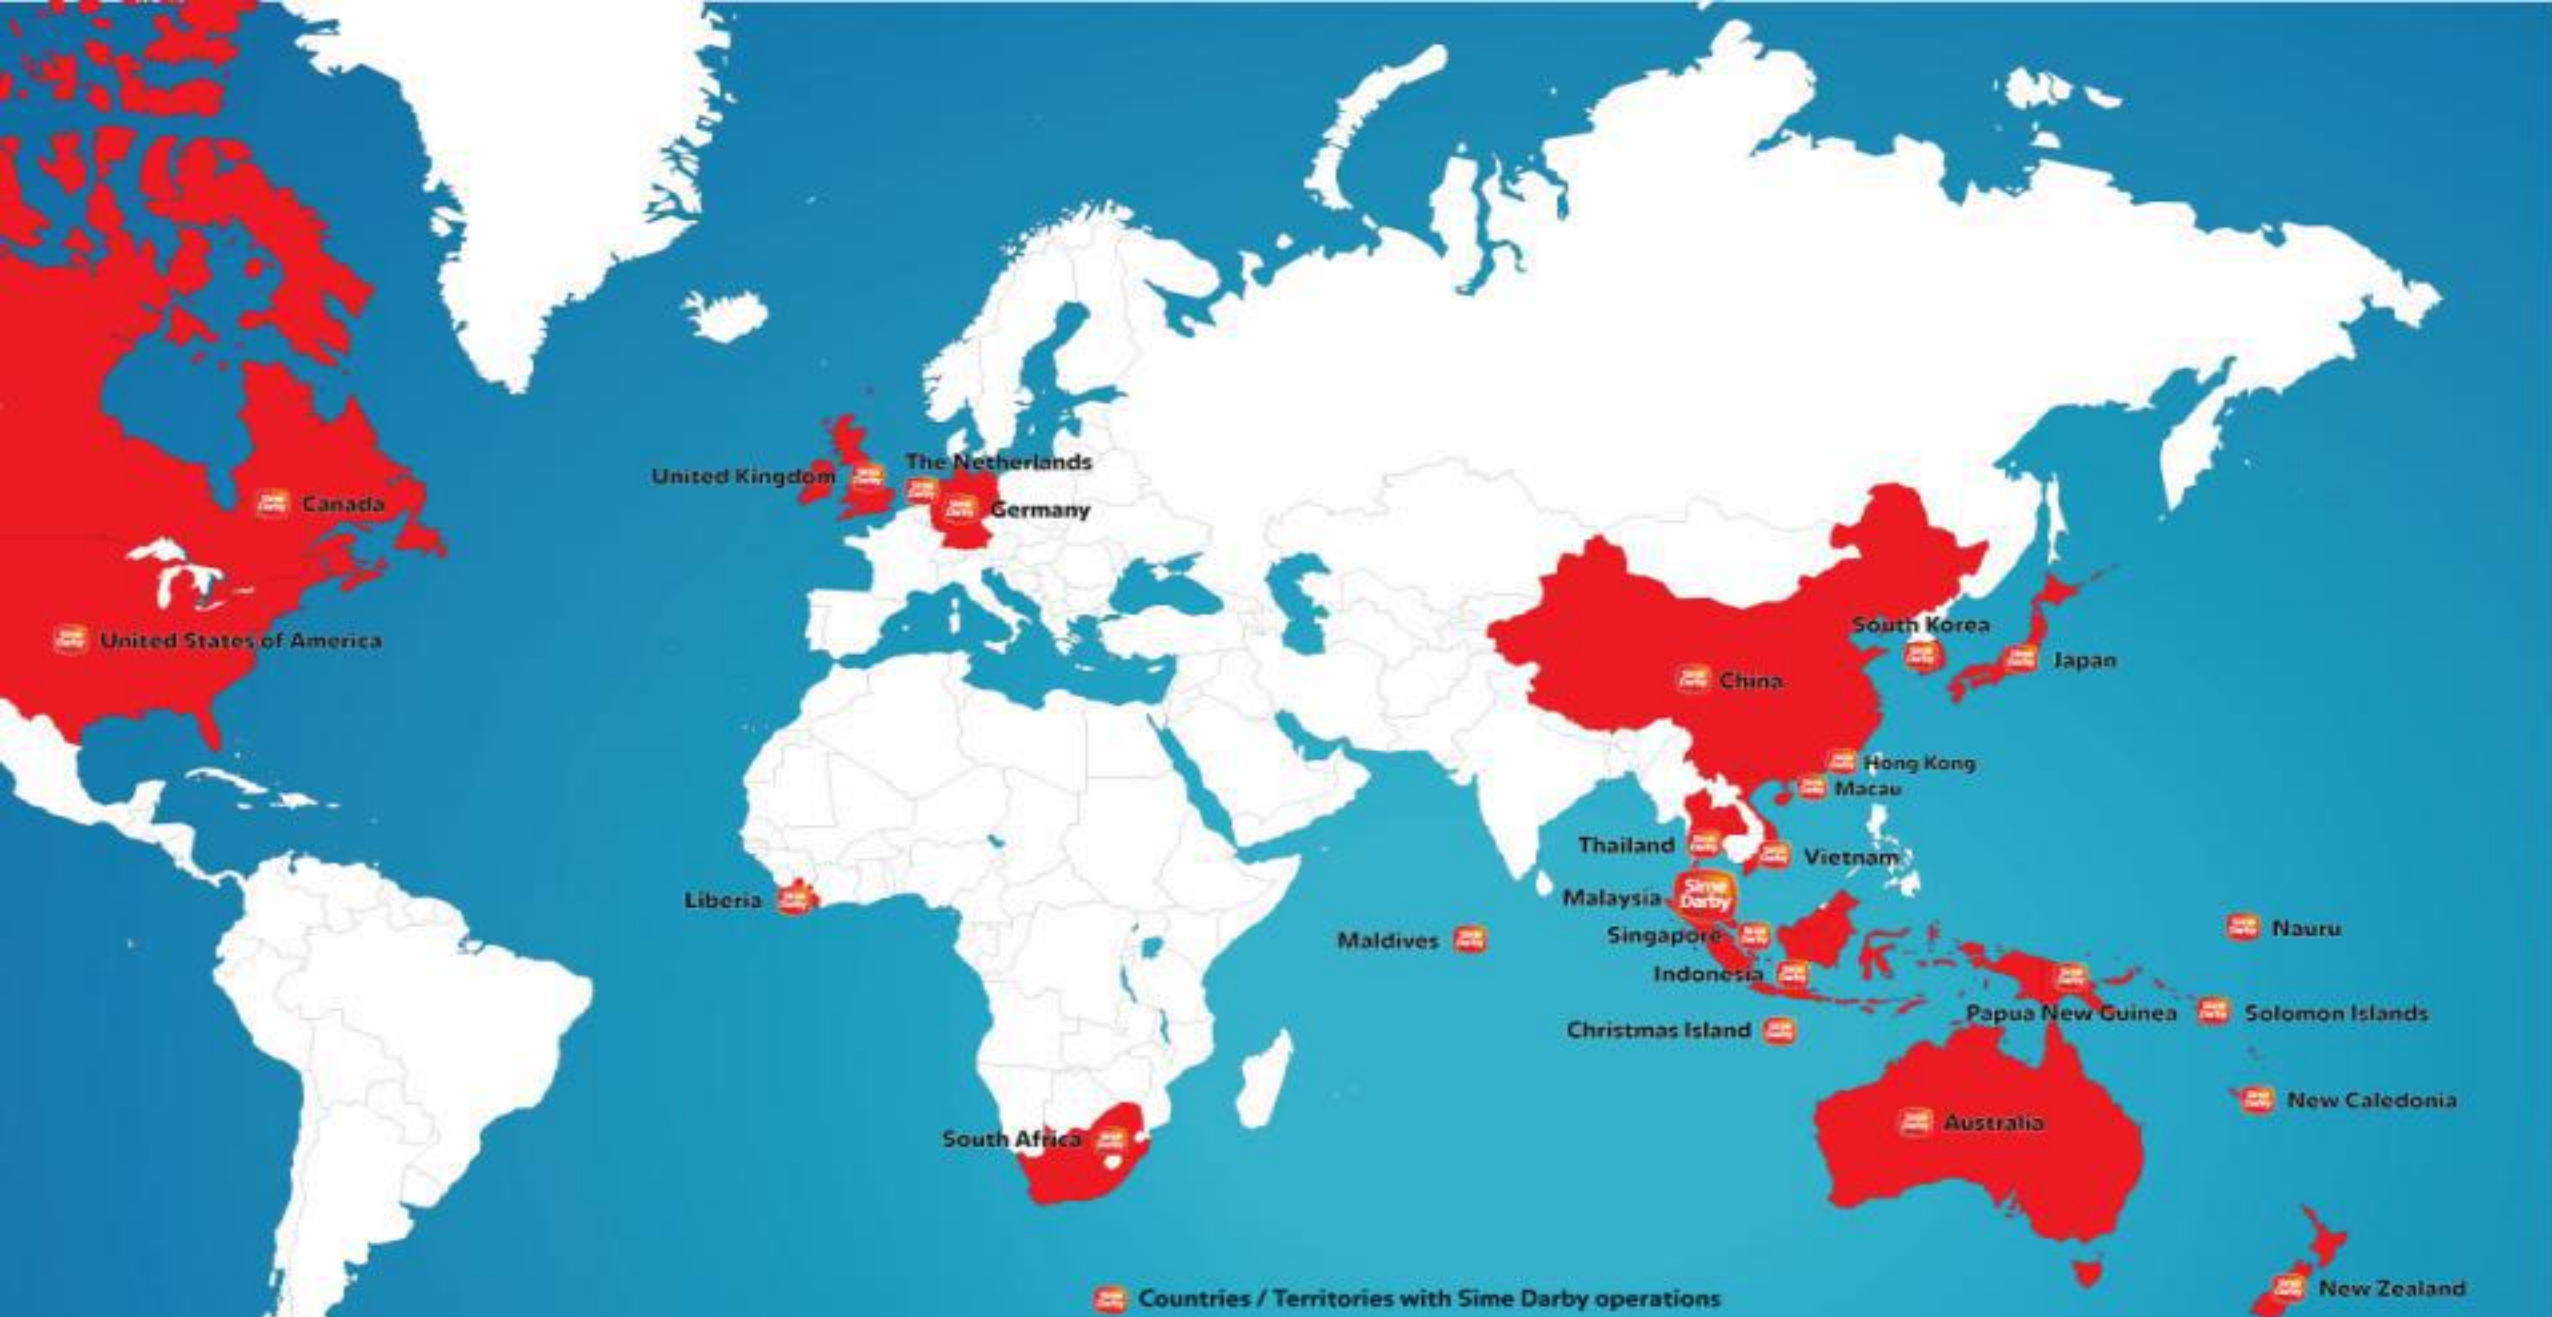 The Netherlands
United Kingdom
Canada
Germany
South Korea
United States of America
Japan
China
Hong Kong
Macau
Thailand
Vietnam
Sime
Darby
Malaysia
Liberia
Nauru
Singapore
Maldives
Indonesia
Papua New Guinea
Solomon Islands
Christmas Island
New Caledonia
Australia
South Africa
New Zealand
Countries / Territories with Sime Darby operations